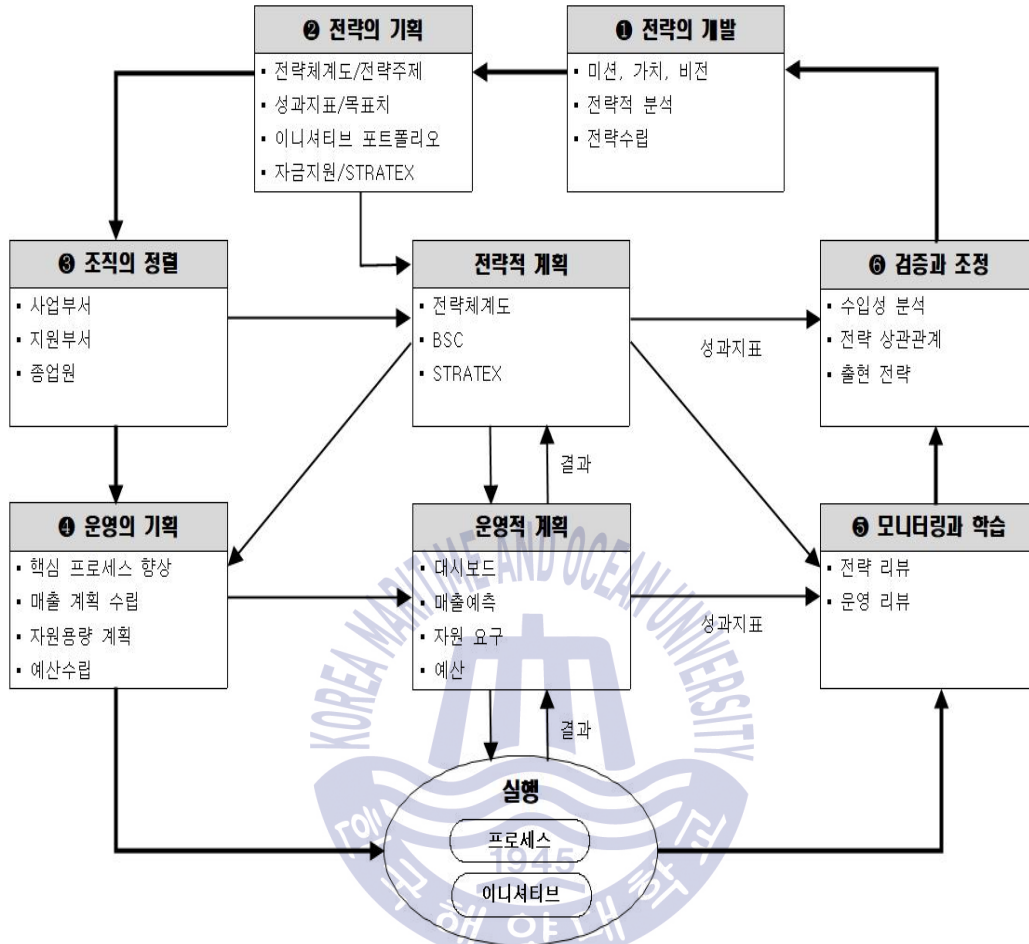 ❷ 전략의 기획
▪ 전략체계도/전략주제
▪ 성과지표/목표치
▪ 이니셔티브 포트폴리오
▪ 자금지원/STRATEX
❶ 전략의 개발
▪ 미션, 가치, 비전
▪ 전략적 분석
▪ 전략수립
❸ 조직의 정렬
▪ 사업부서
▪ 지원부서
▪ 종업원
전략적 계획
▪ 전략체계도
▪ BSC
▪ STRATEX
❻ 검증과 조정
▪ 수입성 분석
▪ 전략 상관관계
▪ 출현 전략
성과지표
결과
❹ 운영의 기획
▪ 핵심 프로세스 향상
▪ 매출 계획 수립
▪ 자원용량 계획
▪ 예산수립
운영적 계획
▪ 대시보드
▪ 매출예측
▪ 자원 요구
▪ 예산
❺ 모니터링과 학습
▪ 전략 리뷰
▪ 운영 리뷰
성과지표
결과
실행
프로세스
이니셔티브
KOREA MARITIME AND OCEAN UNIVERSITY
1945
한국해양대학교